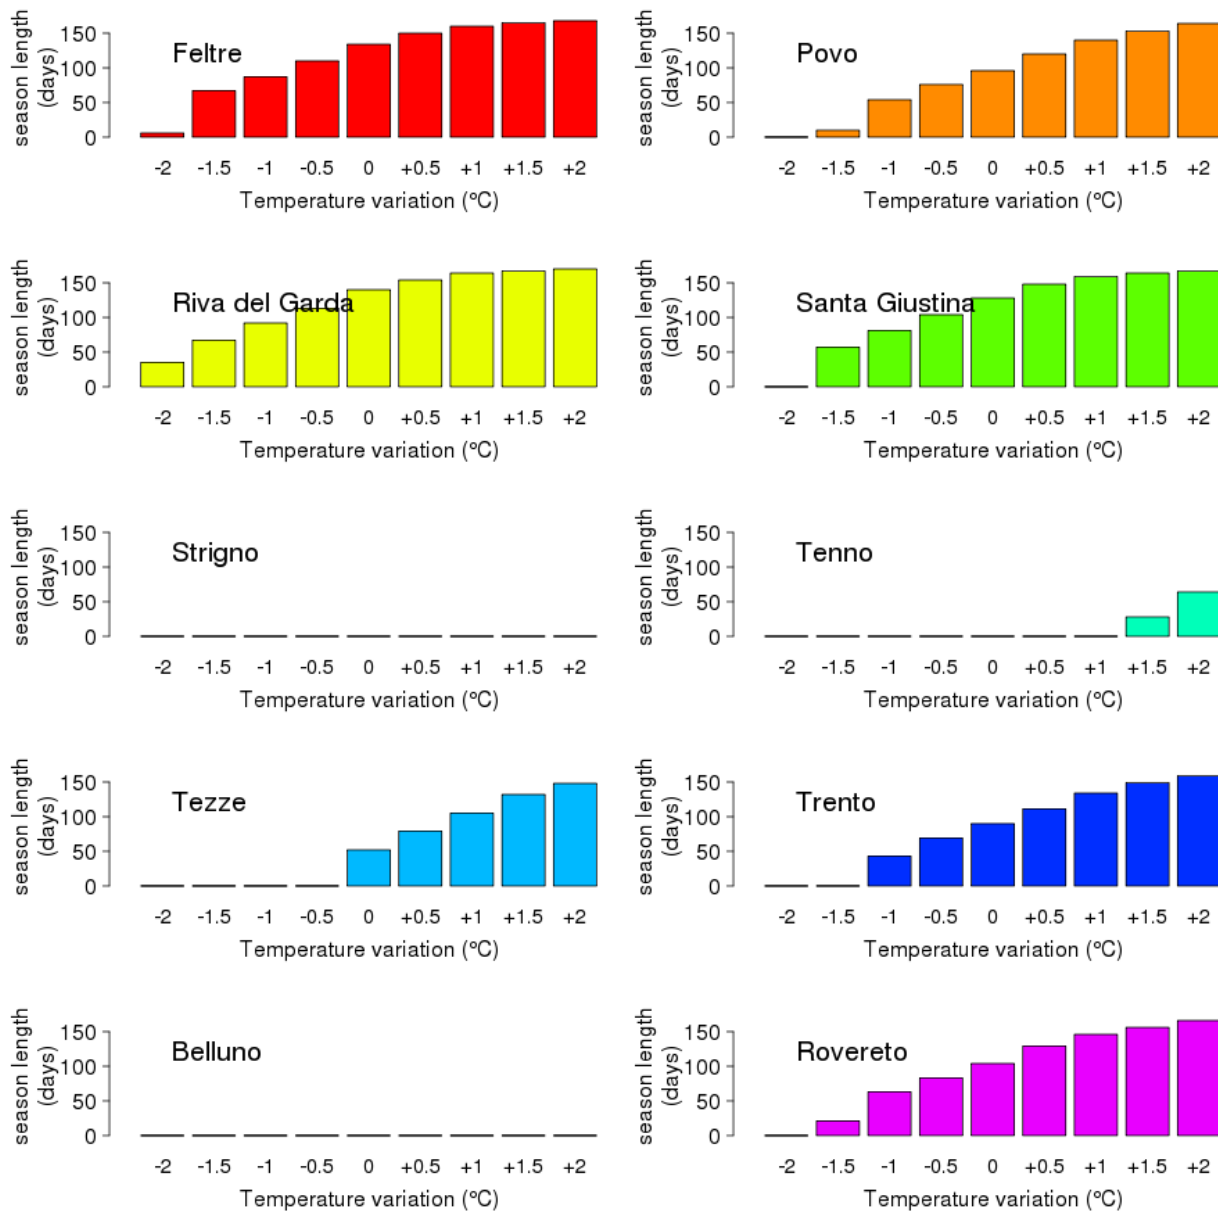 Feltre
season length
(days)
150
100
50
0
-2 -1.5 -1 -0.5 0 +0.5 +1 +1.5 +2
Temperature variation (°C)
Povo
season length
(days)
150
100
50
0
-2 -1.5 -1 -0.5 0 +0.5 +1 +1.5 +2
Temperature variation (°C)
Riva del Garda
season length
(days)
150
100
50
0
-2 -1.5 -1 -0.5 0 +0.5 +1 +1.5 +2
Temperature variation (°C)
Santa Giustina
season length
(days)
150
100
50
0
-2 -1.5 -1 -0.5 0 +0.5 +1 +1.5 +2
Temperature variation (°C)
Strigno
season length
(days)
150
100
50
0
-2 -1.5 -1 -0.5 0 +0.5 +1 +1.5 +2
Temperature variation (°C)
Tenno
season length
(days)
150
100
50
0
-2 -1.5 -1 -0.5 0 +0.5 +1 +1.5 +2
Temperature variation (°C)
Tezze
season length
(days)
150
100
50
0
-2 -1.5 -1 -0.5 0 +0.5 +1 +1.5 +2
Temperature variation (°C)
Trento
season length
(days)
150
100
50
0
-2 -1.5 -1 -0.5 0 +0.5 +1 +1.5 +2
Temperature variation (°C)
Belluno
season length
(days)
150
100
50
0
-2 -1.5 -1 -0.5 0 +0.5 +1 +1.5 +2
Temperature variation (°C)
Rovereto
season length
(days)
150
100
50
0
-2 -1.5 -1 -0.5 0 +0.5 +1 +1.5 +2
Temperature variation (°C)